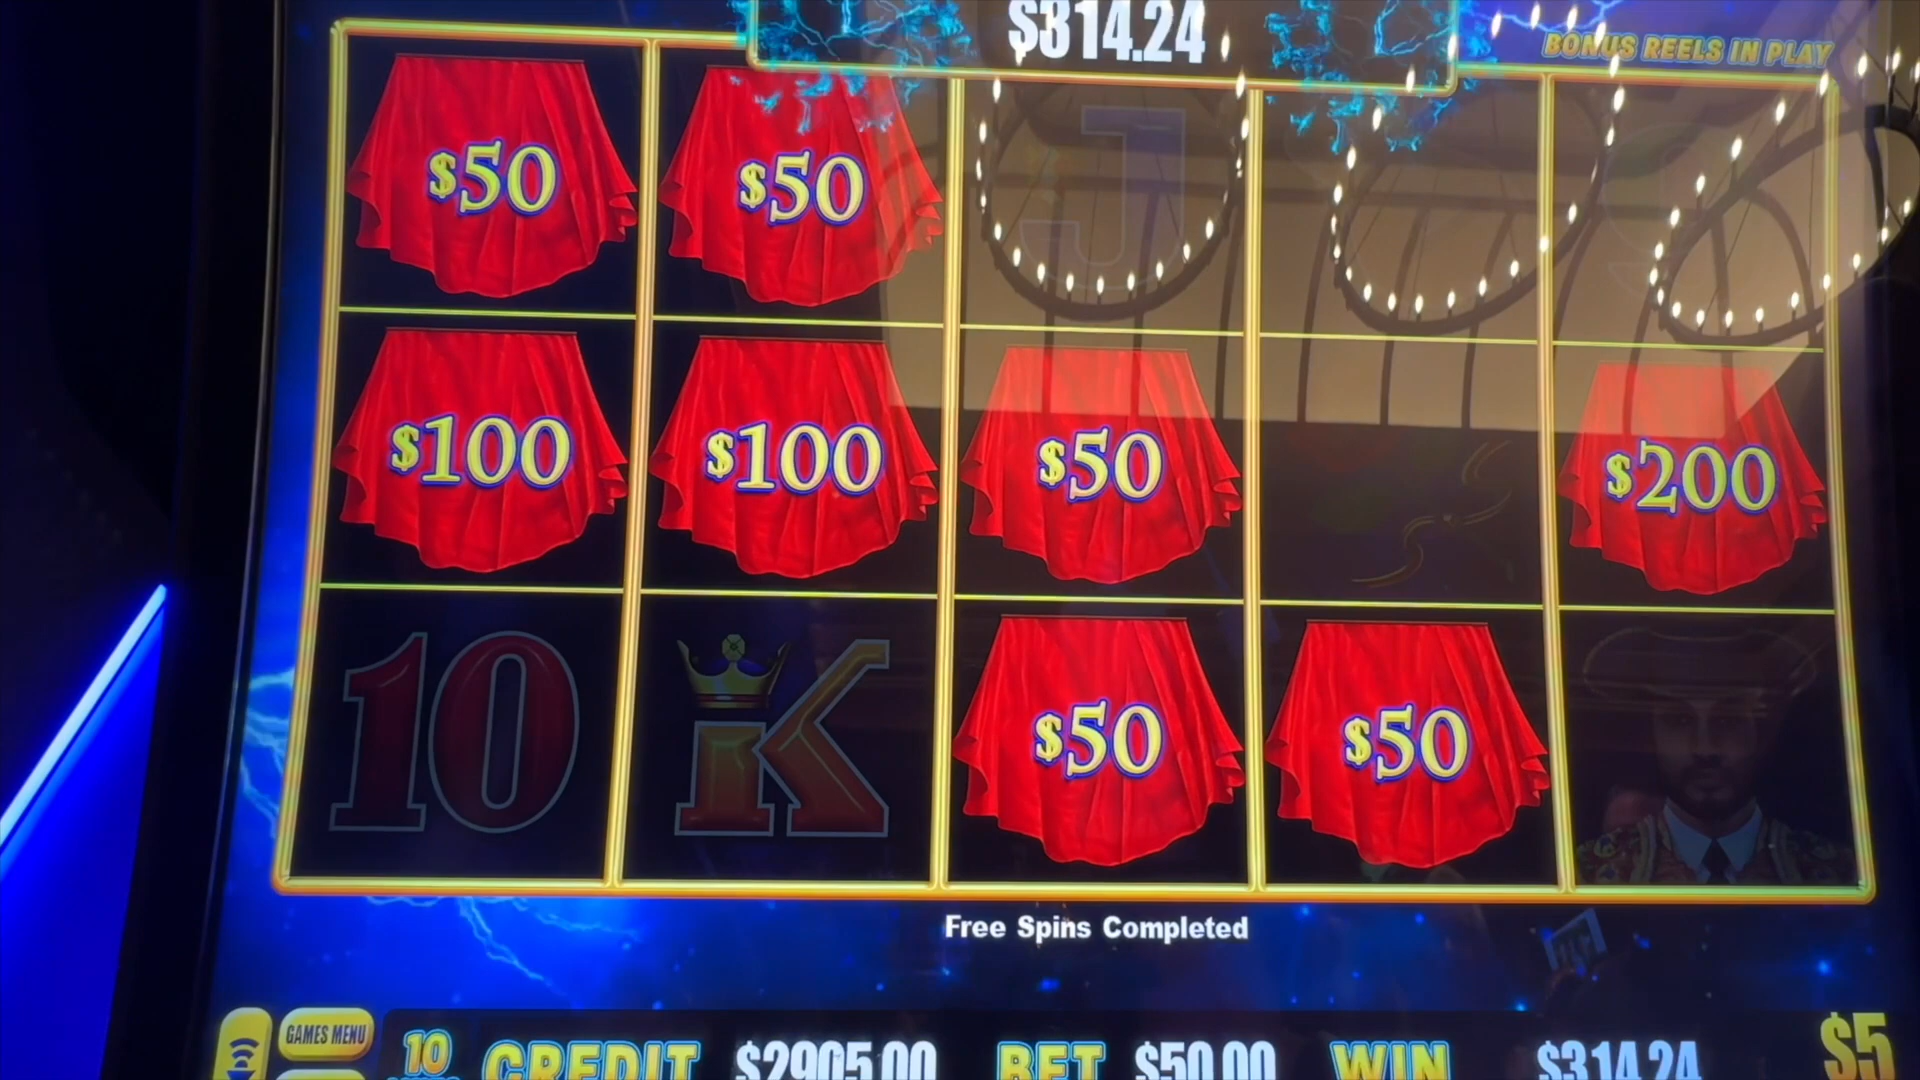 $314.24
BONUS REELS IN PLAY
$50 $50 J
$100 $100 $50 $200
10 K $50 $50
Free Spins Completed
GAMES MENU
10 CREDIT $2905.00 BET $50.00 WIN $314.24 $5